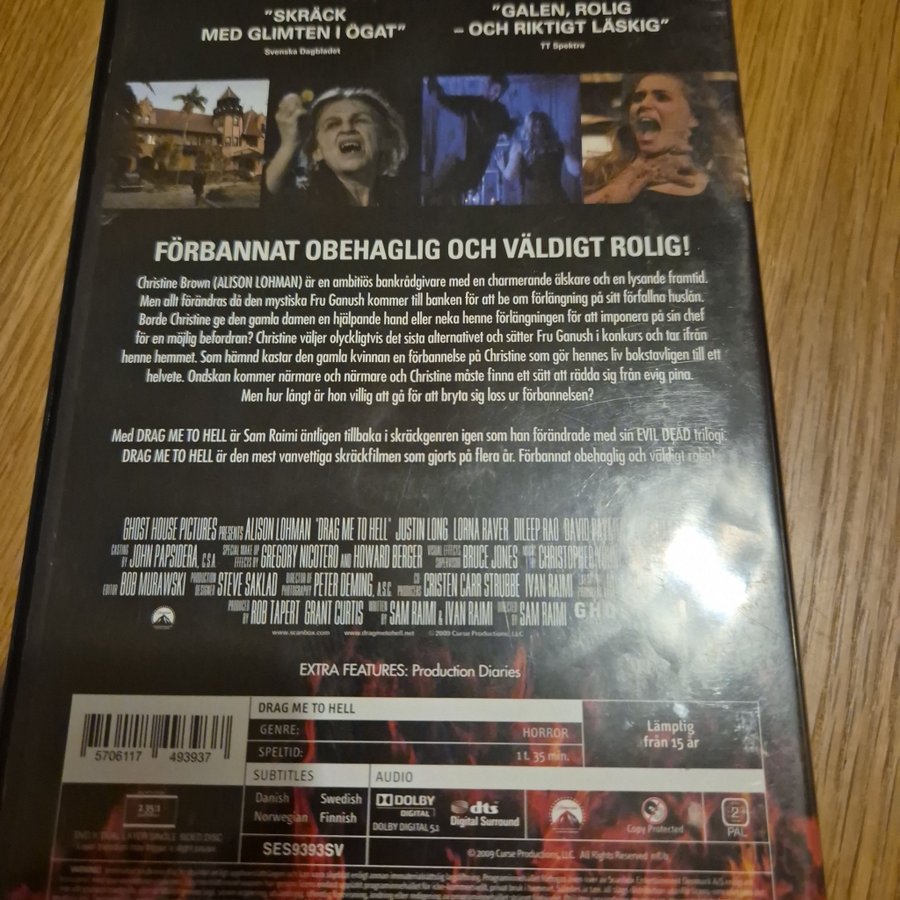 "SKRÄCK
MED GLIMTEN I ÖGAT"
Svenska Dagbladet
"GALEN, ROLIG
– OCH RIKTIGT LÄSKIG"
TT Spektra
FÖRBANNAT OBEHAGLIG OCH VÄLDIGT ROLIG!
Christine Brown (ALISON LOHMAN) är en ambitiös bankrådgivare med en charmerande älskare och en lysande framtid.
Men allt förändras då den mystiska Fru Ganush kommer till banken för att be om förlängning på sitt förfallna huslån.
Borde Christine ge den gamla damen en hjälpande hand eller neka henne förlängningen för att imponera på sin chef
för en möjlig befordran? Christine väljer olyckligtvis det sista alternativet och sätter Fru Ganush i konkurs och tar ifrån
henne hemmet. Som hämnd kastar den gamla kvinnan en förbannelse på Christine som gör hennes liv bokstavligen till ett
helvete. Ondskan kommer närmare och närmare och Christine måste finna ett sätt att rädda sig från evig pina.
Men hur långt är hon villig att gå för att bryta sig loss ur förbannelsen?
Med DRAG ME TO HELL är Sam Raimi äntligen tillbaka i skräckgenren igen som han förändrade med sin EVIL DEAD trilogi.
DRAG ME TO HELL är den mest vanvettiga skräckfilmen som gjorts på flera år. Förbannat obehaglig och väldigt rolig!
GHOST HOUSE PICTURES PRESENTS ALISON LOHMAN "DRAG ME TO HELL" JUSTIN LONG LORNA RAVER DILEEP RAO DAVID
CASTING BY JOHN PAPSIDERA, C.S.A. SPECIAL MAKE UP EFFECTS BY GREGORY NICOTERO AND HOWARD BERGER VISUAL EFFECTS SUPERVISOR BRUCE JONES MUSIC BY CHRISTOPHER
EDITOR BOB MURAWSKI PRODUCTION DESIGNER STEVE SAKLAD DIRECTOR OF PHOTOGRAPHY PETER DEMING, A.S.C. CO PRODUCERS CRISTEN CARR STRUBBE IVAN RAIMI
PRODUCED BY ROB TAPERT GRANT CURTIS WRITTEN BY SAM RAIMI & IVAN RAIMI DIRECTED BY SAM RAIMI
www.scanbox.com www.dragmetohell.net ©2009 Curse Productions, LLC
EXTRA FEATURES: Production Diaries
5706117 493937
DRAG ME TO HELL
GENRE: HORROR
SPELTID: 1 t. 35 min.
Lämplig
från 15 år
SUBTITLES
Danish Swedish
Norwegian Finnish
AUDIO
DOLBY
DIGITAL
DOLBY DIGITAL 5.1
dts
Digital Surround
Copy Protected
2
PAL
2.35:1
DVD 9 DUAL LAYER SINGLE SIDED DISC
SES9393SV
©2009 Curse Productions, LLC. All Rights Reserved
WARNING: